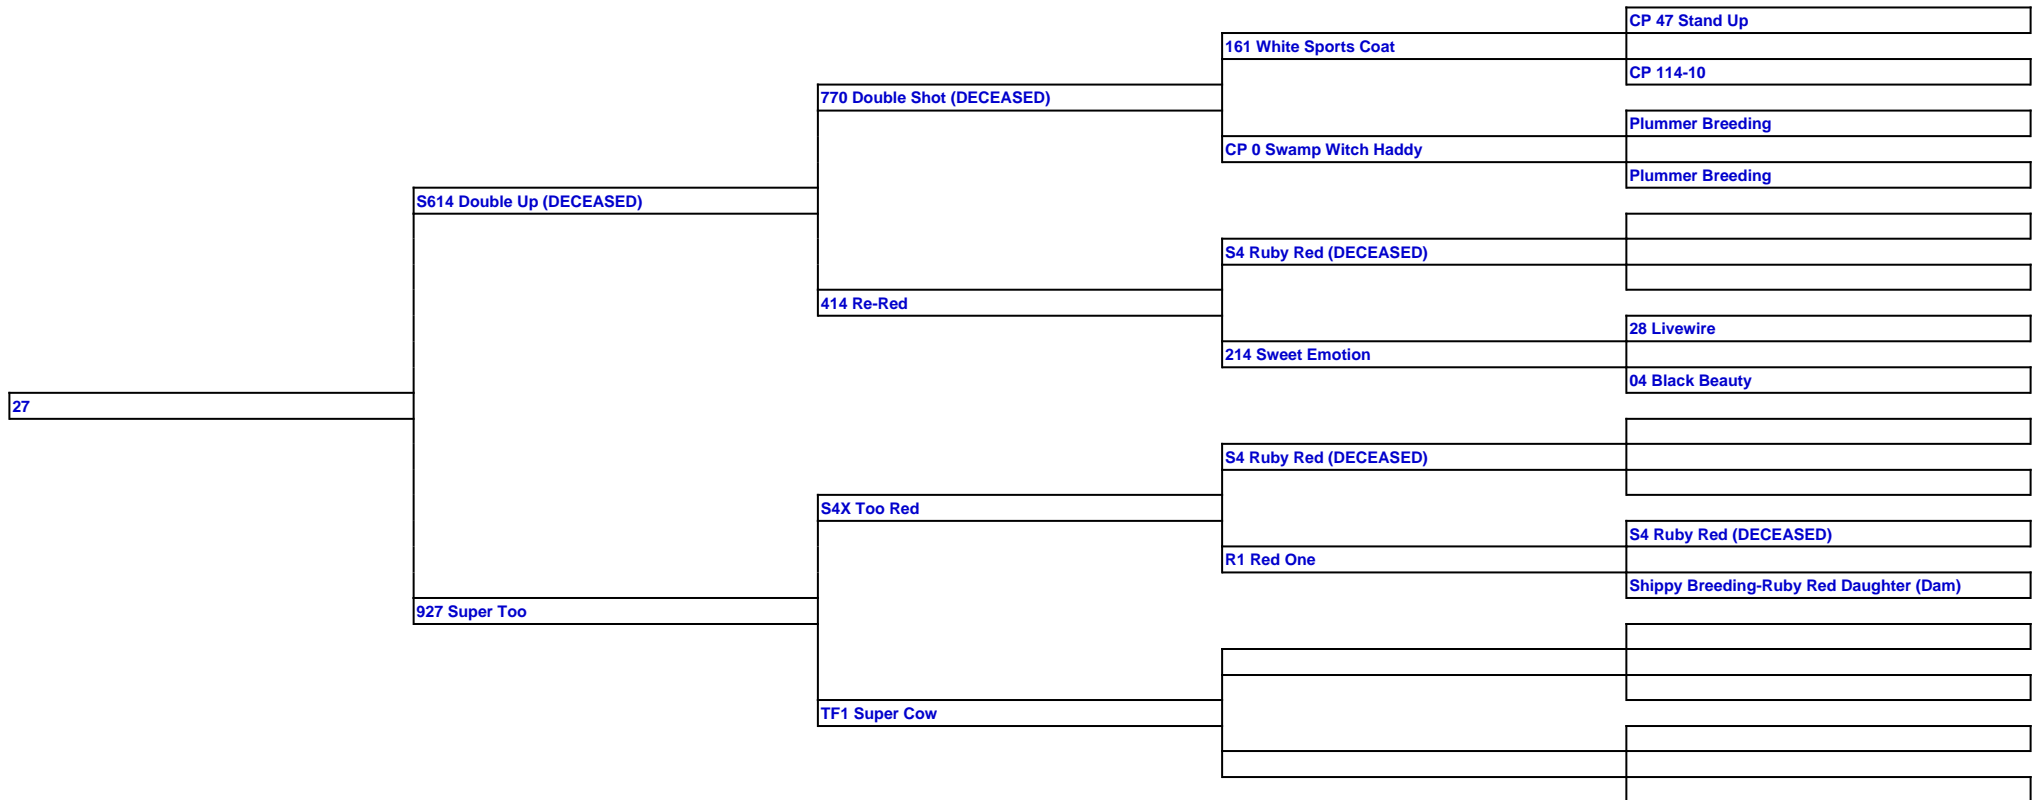 CP 47 Stand Up
161 White Sports Coat
CP 114-10
770 Double Shot (DECEASED)
Plummer Breeding
CP 0 Swamp Witch Haddy
Plummer Breeding
S614 Double Up (DECEASED)
S4 Ruby Red (DECEASED)
414 Re-Red
28 Livewire
214 Sweet Emotion
04 Black Beauty
27
S4 Ruby Red (DECEASED)
S4X Too Red
S4 Ruby Red (DECEASED)
R1 Red One
Shippy Breeding-Ruby Red Daughter (Dam)
927 Super Too
TF1 Super Cow